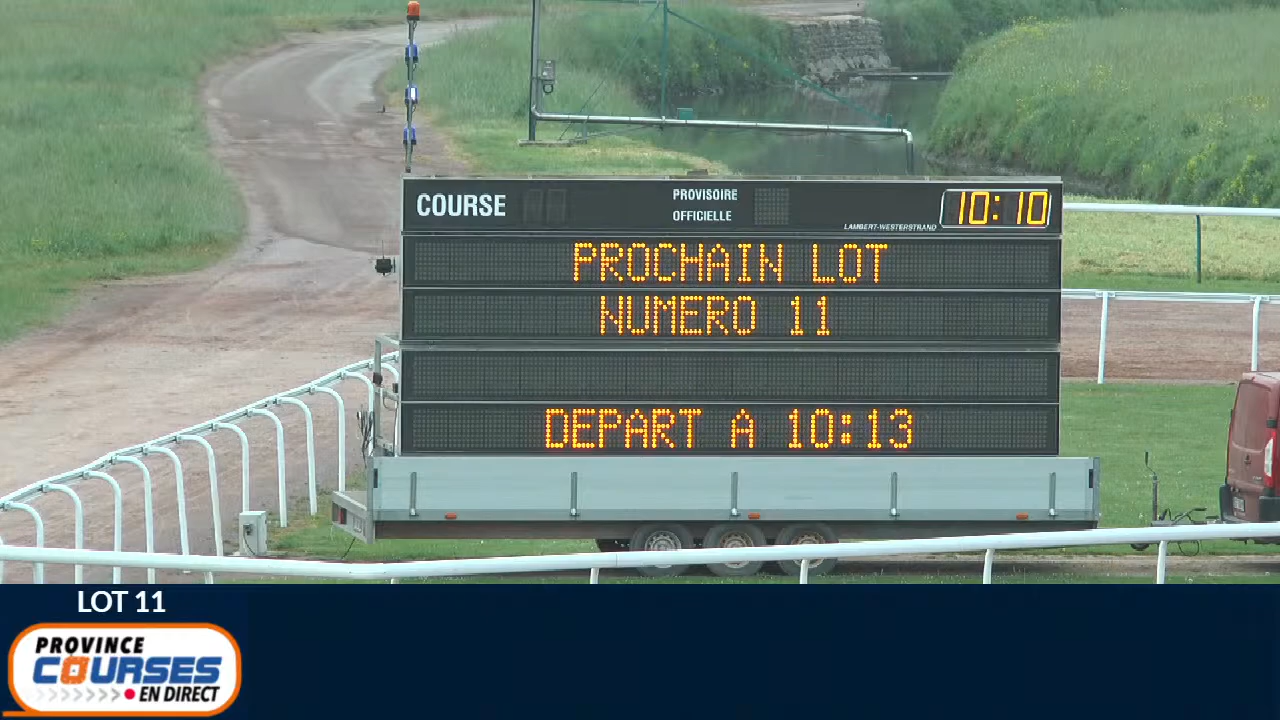 COURSE
PROVISOIRE
OFFICIELLE
10:10
LAMBERT-WESTERSTRAND
PROCHAIN LOT
NUMERO 11
DEPART A 10:13
LOT 11
PROVINCE
COURSES
EN DIRECT